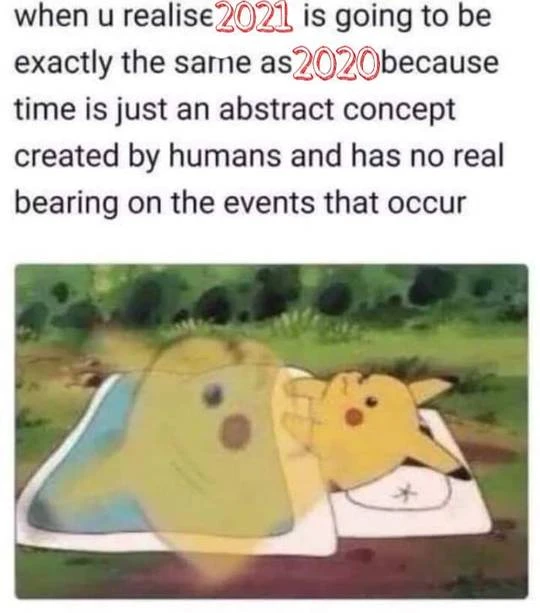 when u realise 2021 is going to be
exactly the same as 2020 because
time is just an abstract concept
created by humans and has no real
bearing on the events that occur